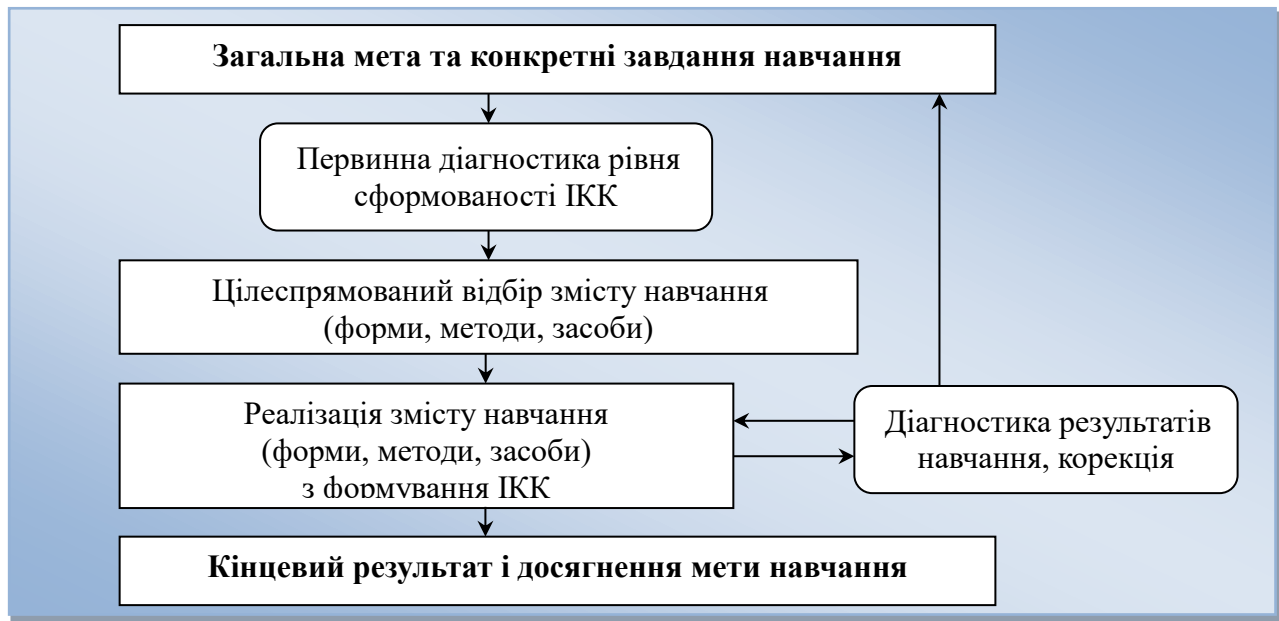 Загальна мета та конкретні завдання навчання
Первинна діагностика рівня
сформованості ІКК
Цілеспрямований відбір змісту навчання
(форми, методи, засоби)
Реалізація змісту навчання
(форми, методи, засоби)
з формування ІКК
Діагностика результатів
навчання, корекція
Кінцевий результат і досягнення мети навчання